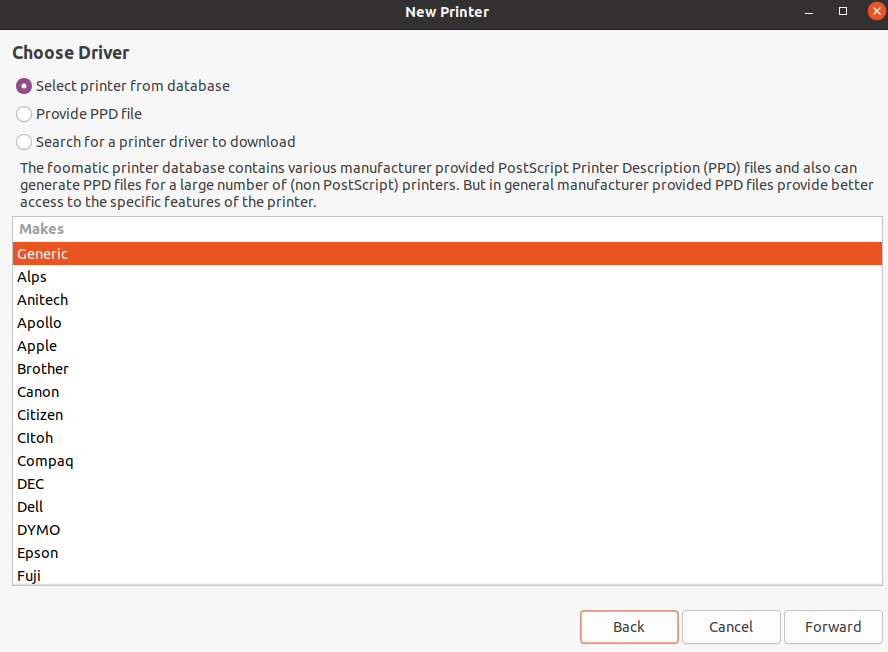 New Printer
Choose Driver
Select printer from database
Provide PPD file
Search for a printer driver to download
The foomatic printer database contains various manufacturer provided PostScript Printer Description (PPD) files and also can
generate PPD files for a large number of (non PostScript) printers. But in general manufacturer provided PPD files provide better
access to the specific features of the printer.
Makes
Generic
Alps
Anitech
Apollo
Apple
Brother
Canon
Citizen
CItoh
Compaq
DEC
Dell
DYMO
Epson
Fuji
Back Cancel Forward